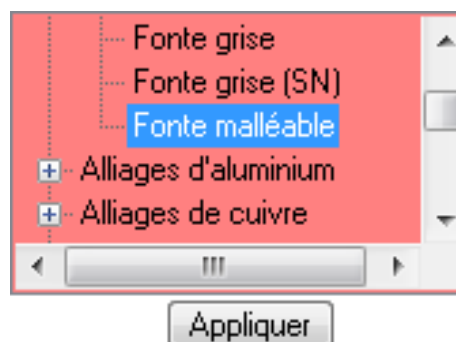 Fonte grise
Fonte grise (SN)
Fonte malléable
Alliages d'aluminium
Alliages de cuivre
Appliquer